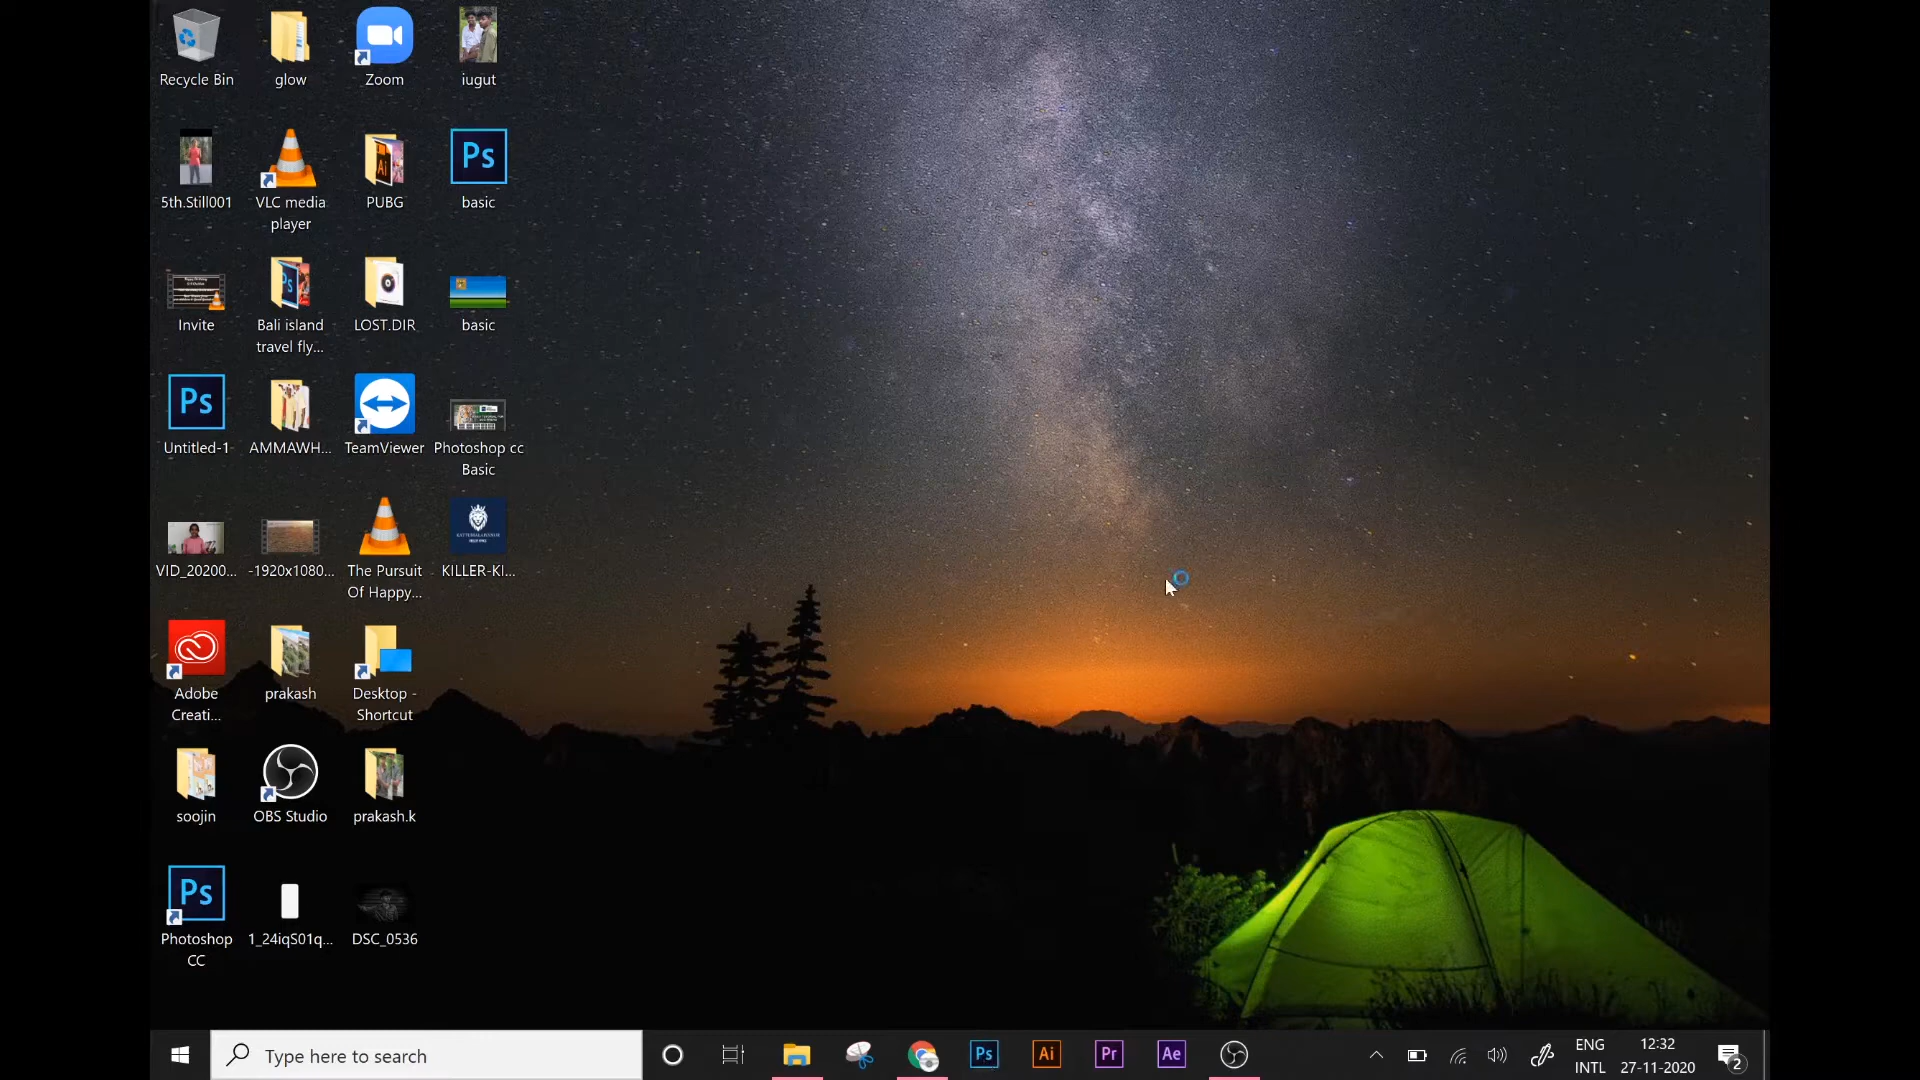 Recycle Bin
glow
Zoom
iugut
5th.Still001
VLC media
player
Ai
PUBG
Ps
basic
Invite
Ps
Bali island
travel fly...
LOST.DIR
basic
Ps
Untitled-1
AMMAWH...
TeamViewer
Photoshop cc
Basic
VID_20200...
-1920x1080...
The Pursuit
Of Happy...
KILLER-KI...
Adobe
Creati...
prakash
Desktop -
Shortcut
soojin
OBS Studio
prakash.k
Ps
Photoshop
CC
1_24iqS01q...
DSC_0536
Type here to search
Ps
Ai
Pr
Ae
ENG
INTL
12:32
27-11-2020
2